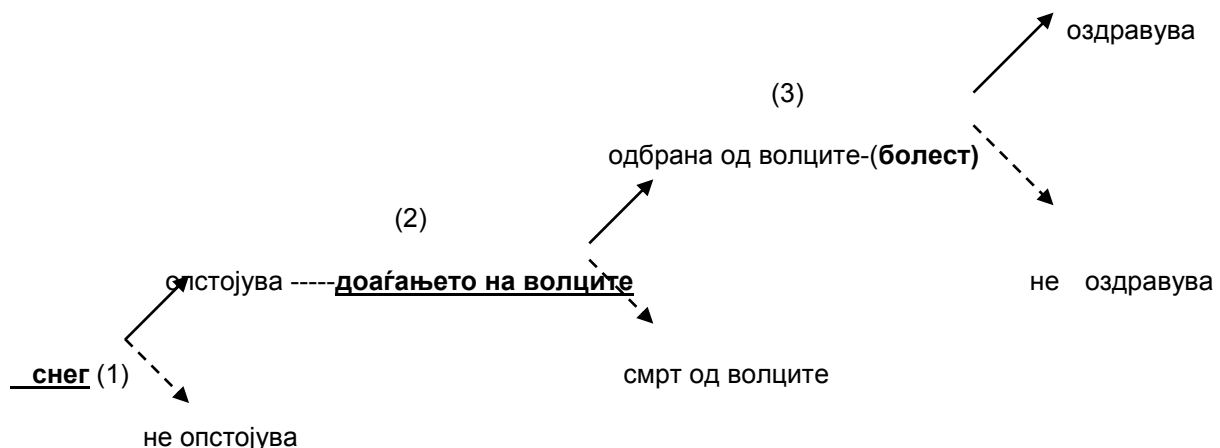 оздравува
(3)
одбрана од волците-(болест)
(2)
опстојува -----доаѓањето на волците
не оздравува
снег (1)
смрт од волците
не опстојува